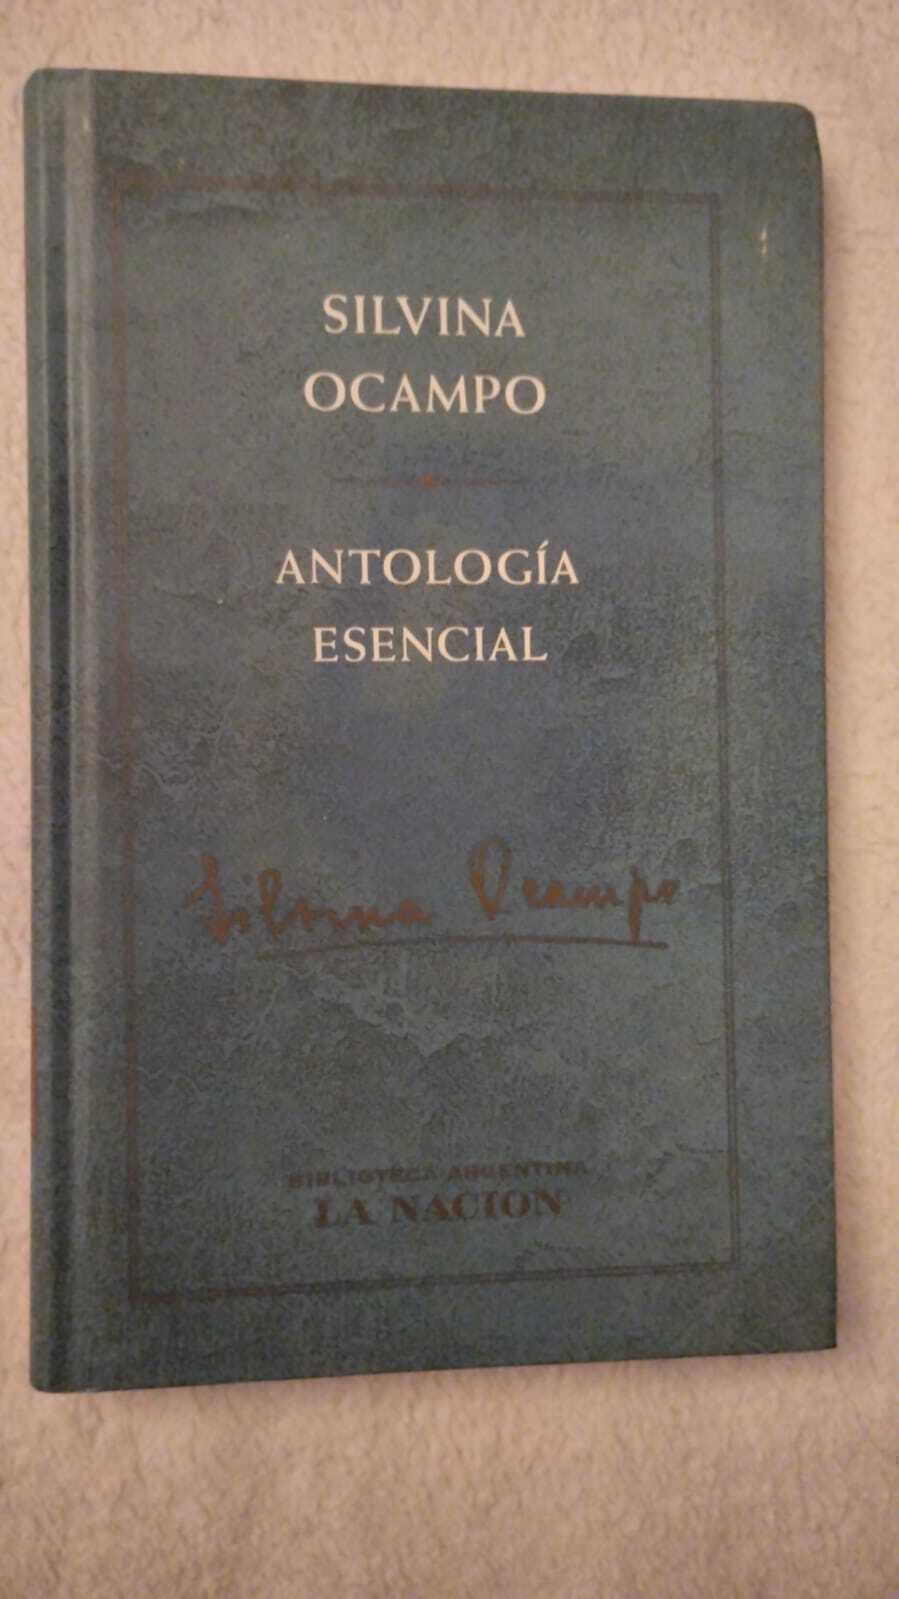 SILVINA
OCAMPO
ANTOLOGÍA
ESENCIAL
Silvina Ocampo
BIBLIOTECA ARGENTINA
LA NACION